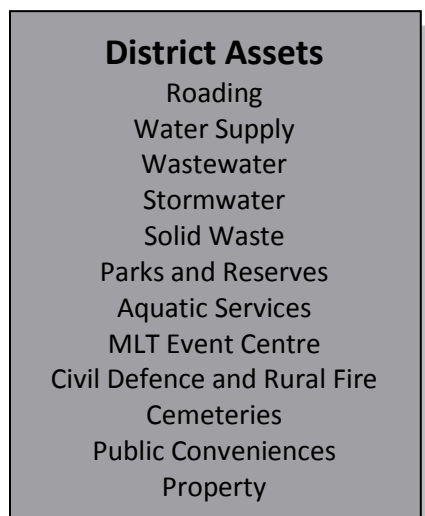 District Assets
Roading
Water Supply
Wastewater
Stormwater
Solid Waste
Parks and Reserves
Aquatic Services
MLT Event Centre
Civil Defence and Rural Fire
Cemeteries
Public Conveniences
Property